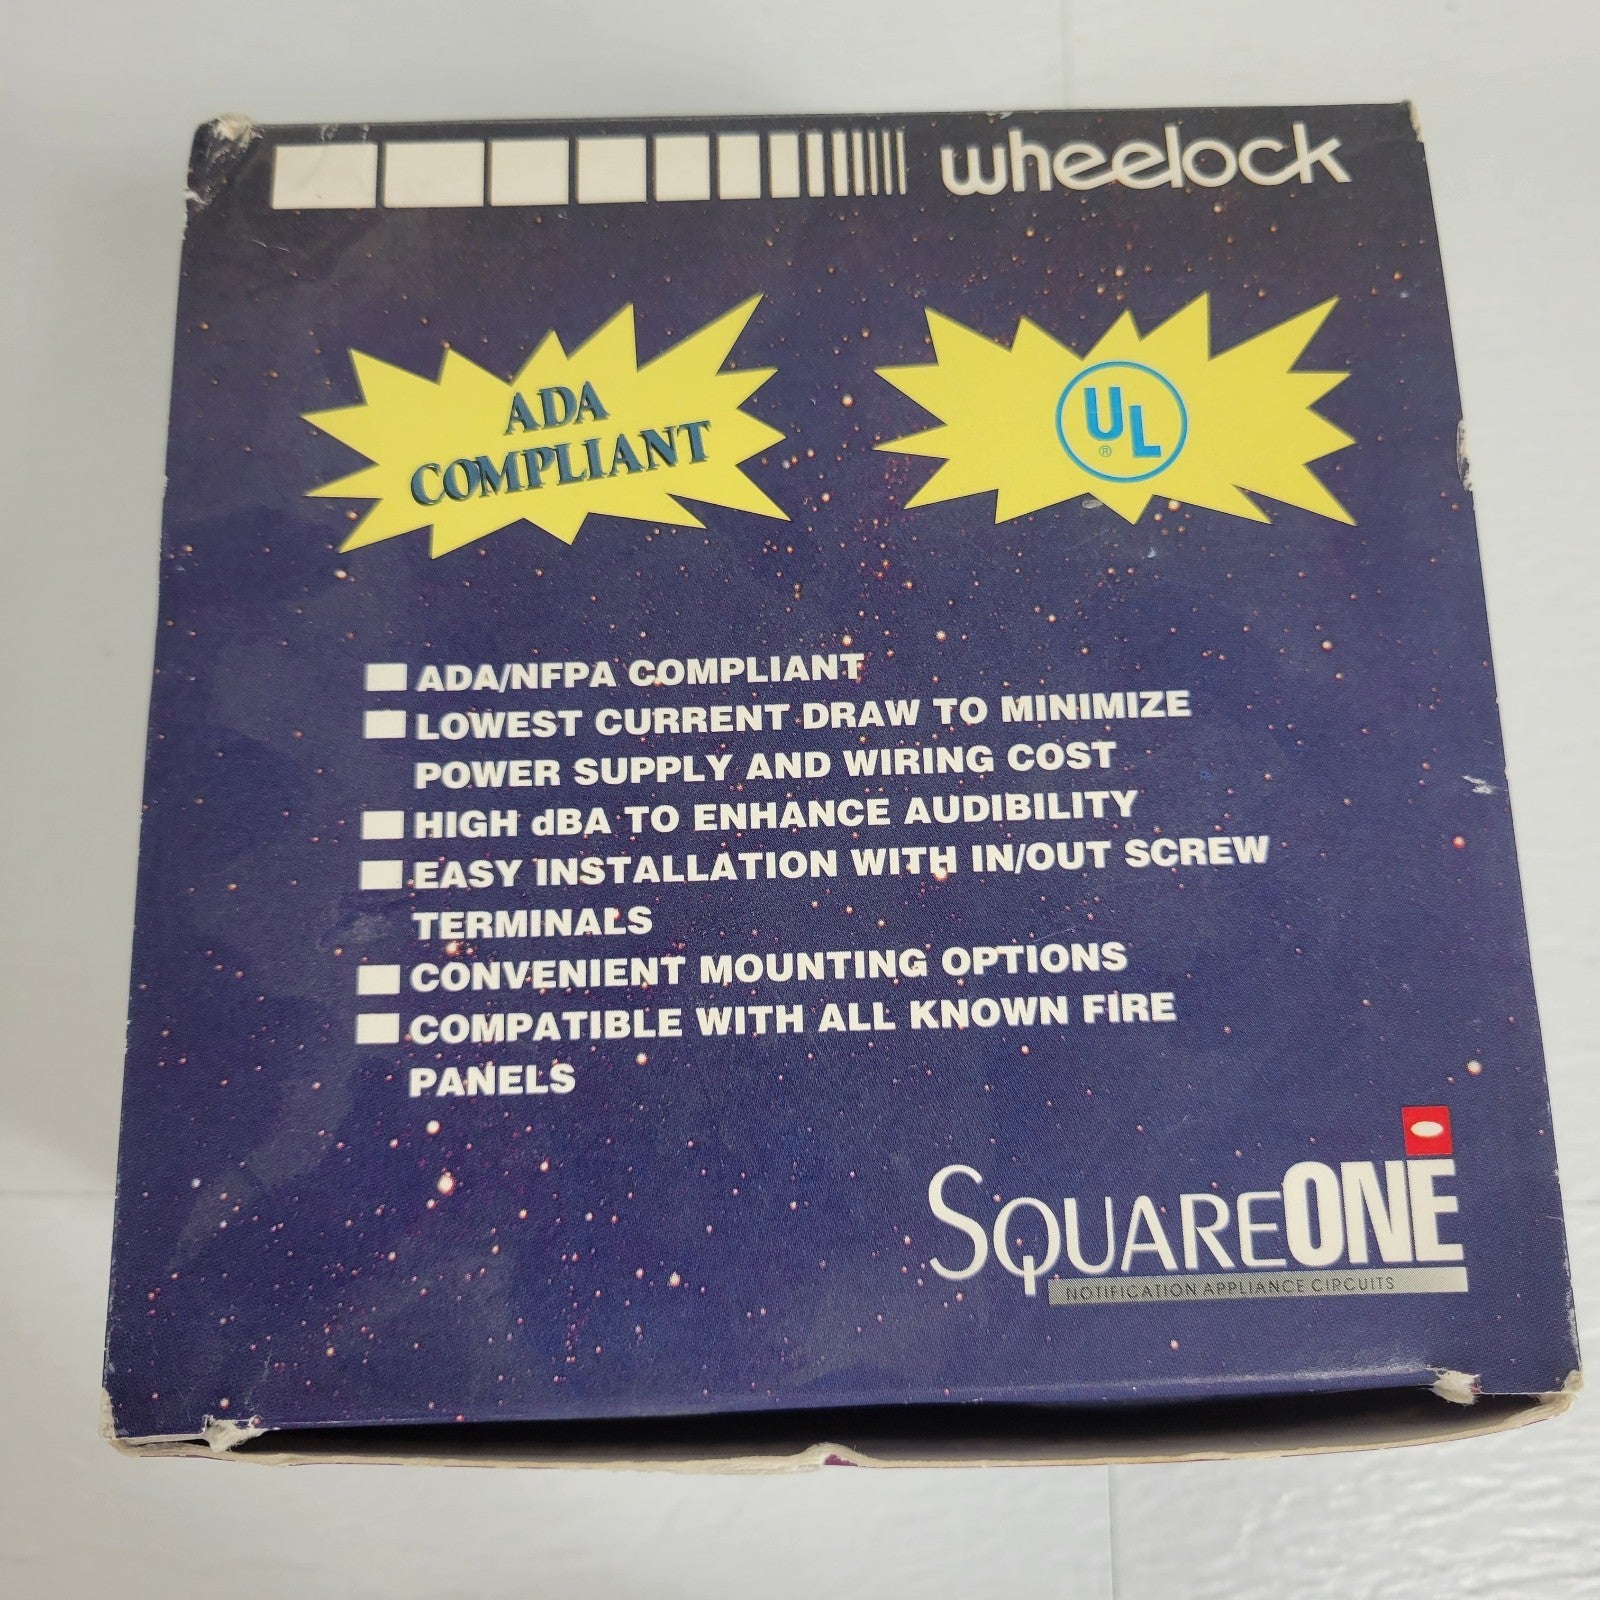 wheelock
ADA
COMPLIANT
UL
®
ADA/NFPA COMPLIANT
LOWEST CURRENT DRAW TO MINIMIZE
POWER SUPPLY AND WIRING COST
HIGH dBA TO ENHANCE AUDIBILITY
EASY INSTALLATION WITH IN/OUT SCREW
TERMINALS
CONVENIENT MOUNTING OPTIONS
COMPATIBLE WITH ALL KNOWN FIRE
PANELS
SQUAREONE
NOTIFICATION APPLIANCE CIRCUITS